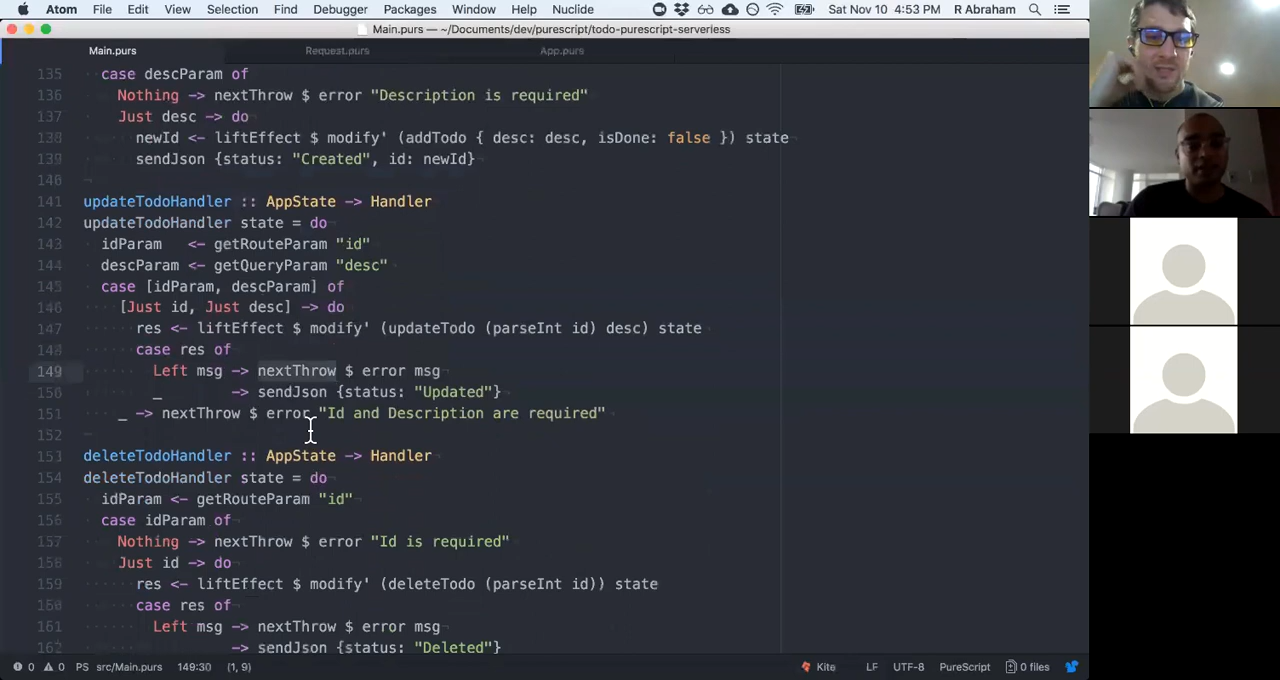 Atom File Edit View Selection Find Debugger Packages Window Help Nuclide Sat Nov 10 4:53 PM R Abraham
Main.purs — ~/Documents/dev/purescript/todo-purescript-serverless
Main.purs Request.purs App.purs
135 case descParam of
136 Nothing -> nextThrow $ error "Description is required"
137 Just desc -> do
138 newId <- liftEffect $ modify' (addTodo { desc: desc, isDone: false }) state
139 sendJson {status: "Created", id: newId}
140
141 updateTodoHandler :: AppState -> Handler
142 updateTodoHandler state = do
143 idParam <- getRouteParam "id"
144 descParam <- getQueryParam "desc"
145 case [idParam, descParam] of
146 [Just id, Just desc] -> do
147 res <- liftEffect $ modify' (updateTodo (parseInt id) desc) state
148 case res of
149 Left msg -> nextThrow $ error msg
150 _ -> sendJson {status: "Updated"}
151 _ -> nextThrow $ error "Id and Description are required"
152
153 deleteTodoHandler :: AppState -> Handler
154 deleteTodoHandler state = do
155 idParam <- getRouteParam "id"
156 case idParam of
157 Nothing -> nextThrow $ error "Id is required"
158 Just id -> do
159 res <- liftEffect $ modify' (deleteTodo (parseInt id)) state
160 case res of
161 Left msg -> nextThrow $ error msg
162 -> sendJson {status: "Deleted"}
0 0 PS src/Main.purs 149:30 (1, 9) Kite LF UTF-8 PureScript 0 files